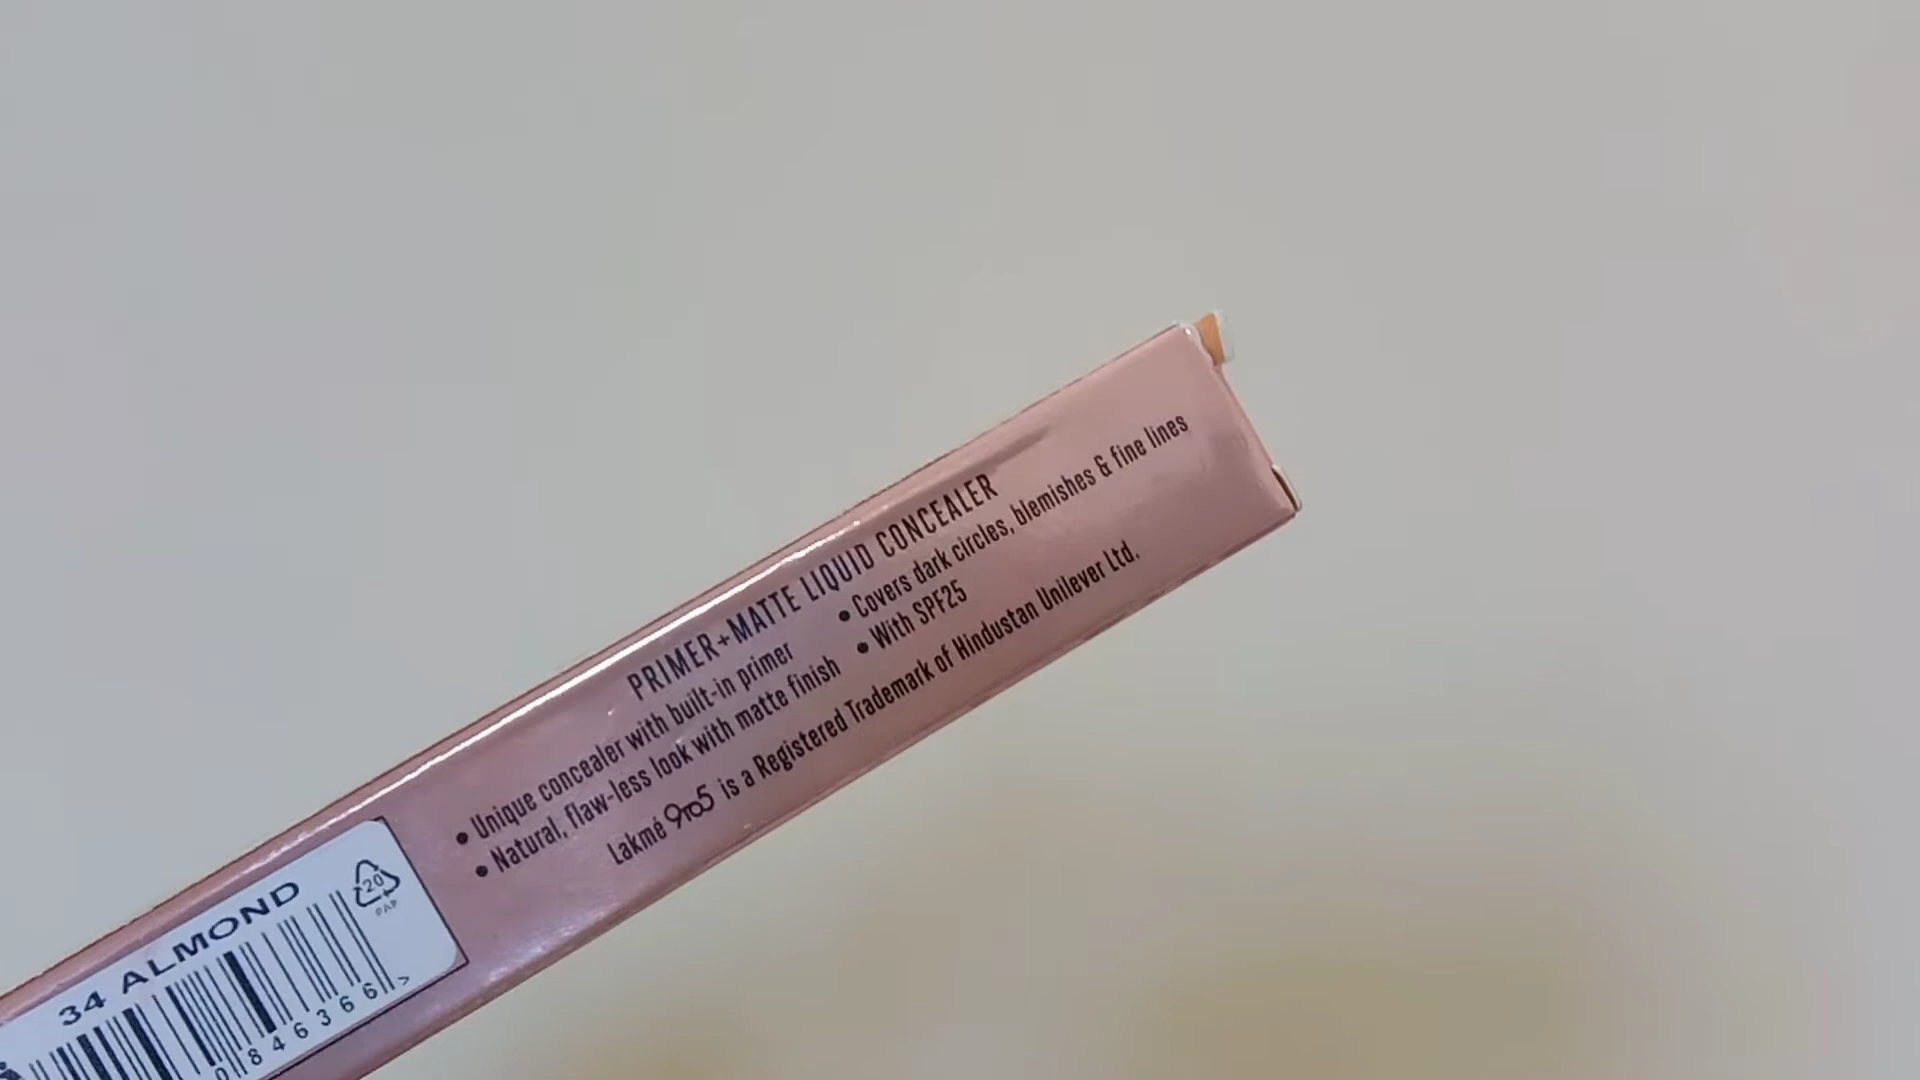 PRIMER+MATTE LIQUID CONCEALER
• Unique concealer with built-in primer
• Natural, flaw-less look with matte finish
• Covers dark circles, blemishes & fine lines
• With SPF25
Lakmé 9to5 is a Registered Trademark of Hindustan Unilever Ltd.
34 ALMOND
20
PAP
846366>